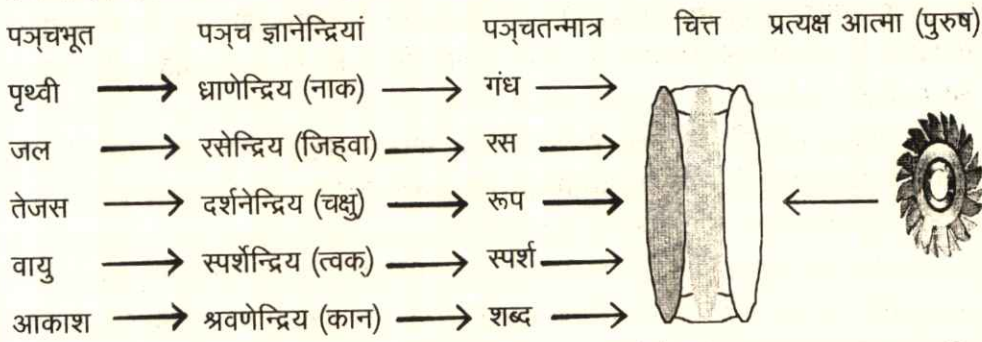 पञ्चभूत पञ्च ज्ञानेन्द्रियां पञ्चतन्मात्र चित्त प्रत्यक्ष आत्मा (पुरुष)
पृथ्वी ध्राणेन्द्रिय (नाक) गंध
जल रसेन्द्रिय (जिह्वा) रस
तेजस दर्शनेन्द्रिय (चक्षु) रूप
वायु स्पर्शेन्द्रिय (त्वक्) स्पर्श
आकाश श्रवणेन्द्रिय (कान) शब्द